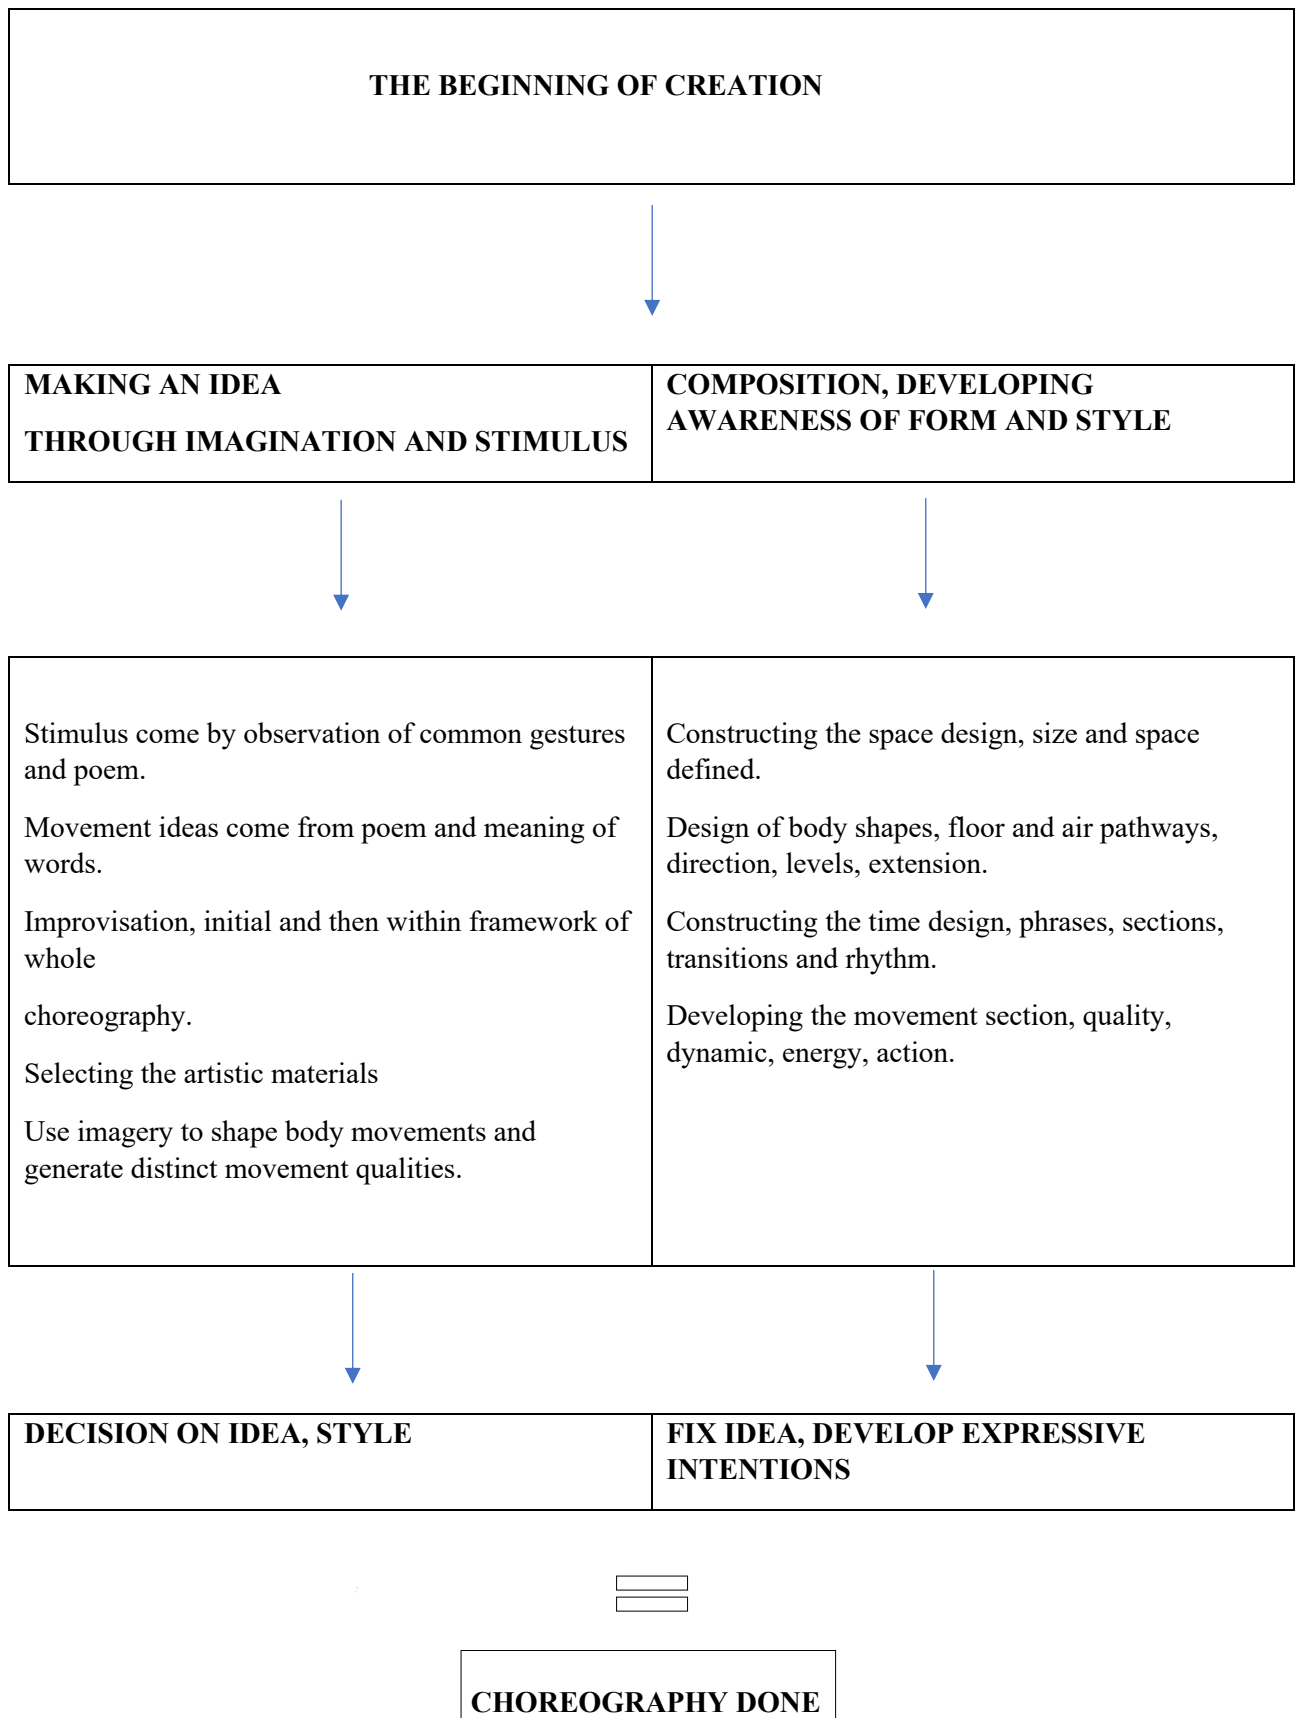 THE BEGINNING OF CREATION
MAKING AN IDEA
THROUGH IMAGINATION AND STIMULUS
COMPOSITION, DEVELOPING
AWARENESS OF FORM AND STYLE
Stimulus come by observation of common gestures
and poem.
Movement ideas come from poem and meaning of
words.
Improvisation, initial and then within framework of
whole
choreography.
Selecting the artistic materials
Use imagery to shape body movements and
generate distinct movement qualities.
Constructing the space design, size and space
defined.
Design of body shapes, floor and air pathways,
direction, levels, extension.
Constructing the time design, phrases, sections,
transitions and rhythm.
Developing the movement section, quality,
dynamic, energy, action.
DECISION ON IDEA, STYLE
FIX IDEA, DEVELOP EXPRESSIVE
INTENTIONS
CHOREOGRAPHY DONE